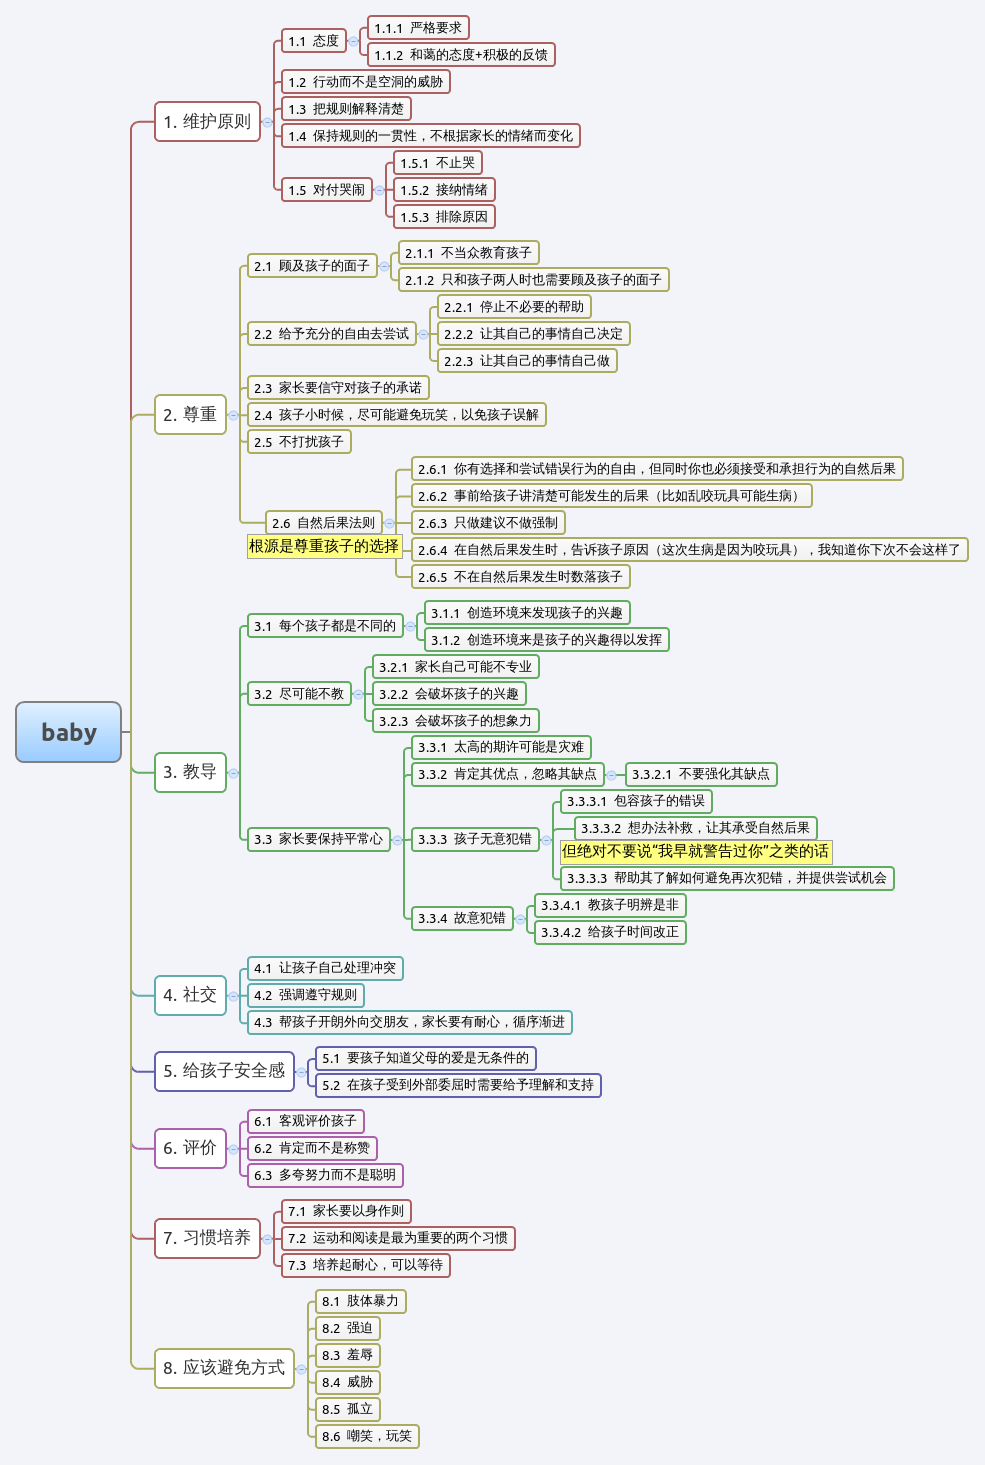 baby
1. 维护原则
1.1 态度
1.1.1 严格要求
1.1.2 和蔼的态度+积极的反馈
1.2 行动而不是空洞的威胁
1.3 把规则解释清楚
1.4 保持规则的一贯性，不根据家长的情绪而变化
1.5 对付哭闹
1.5.1 不止哭
1.5.2 接纳情绪
1.5.3 排除原因
2. 尊重
2.1 顾及孩子的面子
2.1.1 不当众教育孩子
2.1.2 只和孩子两人时也需要顾及孩子的面子
2.2 给予充分的自由去尝试
2.2.1 停止不必要的帮助
2.2.2 让其自己的事情自己决定
2.2.3 让其自己的事情自己做
2.3 家长要信守对孩子的承诺
2.4 孩子小时候，尽可能避免玩笑，以免孩子误解
2.5 不打扰孩子
2.6 自然后果法则
根源是尊重孩子的选择
2.6.1 你有选择和尝试错误行为的自由，但同时你也必须接受和承担行为的自然后果
2.6.2 事前给孩子讲清楚可能发生的后果（比如乱咬玩具可能生病）
2.6.3 只做建议不做强制
2.6.4 在自然后果发生时，告诉孩子原因（这次生病是因为咬玩具），我知道你下次不会这样了
2.6.5 不在自然后果发生时数落孩子
3. 教导
3.1 每个孩子都是不同的
3.1.1 创造环境来发现孩子的兴趣
3.1.2 创造环境来是孩子的兴趣得以发挥
3.2 尽可能不教
3.2.1 家长自己可能不专业
3.2.2 会破坏孩子的兴趣
3.2.3 会破坏孩子的想象力
3.3 家长要保持平常心
3.3.1 太高的期许可能是灾难
3.3.2 肯定其优点，忽略其缺点
3.3.2.1 不要强化其缺点
3.3.3 孩子无意犯错
3.3.3.1 包容孩子的错误
3.3.3.2 想办法补救，让其承受自然后果
但绝对不要说“我早就警告过你”之类的话
3.3.3.3 帮助其了解如何避免再次犯错，并提供尝试机会
3.3.4 故意犯错
3.3.4.1 教孩子明辨是非
3.3.4.2 给孩子时间改正
4. 社交
4.1 让孩子自己处理冲突
4.2 强调遵守规则
4.3 帮孩子开朗外向交朋友，家长要有耐心，循序渐进
5. 给孩子安全感
5.1 要孩子知道父母的爱是无条件的
5.2 在孩子受到外部委屈时需要给予理解和支持
6. 评价
6.1 客观评价孩子
6.2 肯定而不是称赞
6.3 多夸努力而不是聪明
7. 习惯培养
7.1 家长要以身作则
7.2 运动和阅读是最为重要的两个习惯
7.3 培养起耐心，可以等待
8. 应该避免方式
8.1 肢体暴力
8.2 强迫
8.3 羞辱
8.4 威胁
8.5 孤立
8.6 嘲笑，玩笑